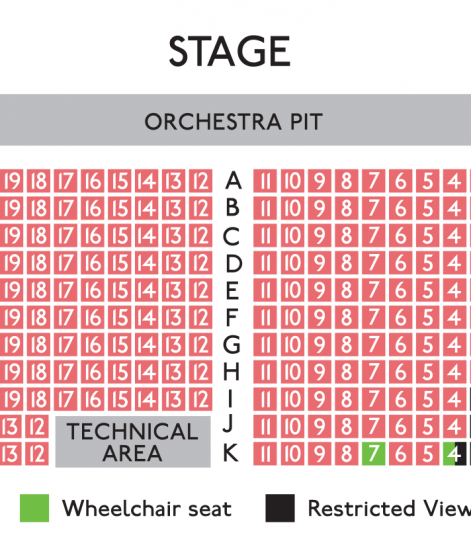 STAGE
ORCHESTRA PIT
19 18 17 16 15 14 13 12 A 11 10 9 8 7 6 5 4
19 18 17 16 15 14 13 12 B 11 10 9 8 7 6 5 4
19 18 17 16 15 14 13 12 C 11 10 9 8 7 6 5 4
19 18 17 16 15 14 13 12 D 11 10 9 8 7 6 5 4
19 18 17 16 15 14 13 12 E 11 10 9 8 7 6 5 4
19 18 17 16 15 14 13 12 F 11 10 9 8 7 6 5 4
19 18 17 16 15 14 13 12 G 11 10 9 8 7 6 5 4
19 18 17 16 15 14 13 12 H 11 10 9 8 7 6 5 4
19 18 17 16 15 14 13 12 I 11 10 9 8 7 6 5 4
13 12 TECHNICAL J 11 10 9 8 7 6 5 4
13 12 AREA K 11 10 9 8 7 6 5 4
Wheelchair seat Restricted View